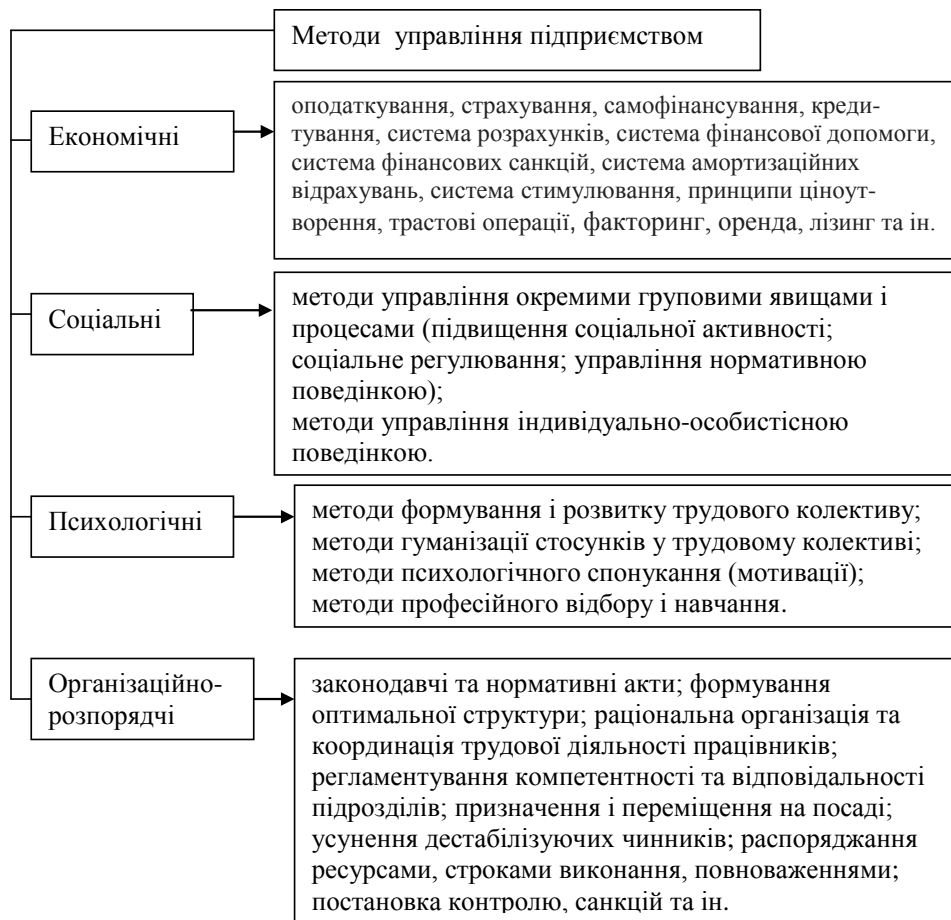 Методи управління підприємством
Економічні
оподаткування, страхування, самофінансування, креди-
тування, система розрахунків, система фінансової допомоги,
система фінансових санкцій, система амортизаційних
відрахувань, система стимулювання, принципи ціноут-
ворення, трастові операції, факторинг, оренда, лізинг та ін.
Соціальні
методи управління окремими груповими явищами і
процесами (підвищення соціальної активності;
соціальне регулювання; управління нормативною
поведінкою);
методи управління індивідуально-особистісною
поведінкою.
Психологічні
методи формування і розвитку трудового колективу;
методи гуманізації стосунків у трудовому колективі;
методи психологічного спонукання (мотивації);
методи професійного відбору і навчання.
Організаційно-
розпорядчі
законодавчі та нормативні акти; формування
оптимальної структури; раціональна організація та
координація трудової діяльності працівників;
регламентування компетентності та відповідальності
підрозділів; призначення і переміщення на посаді;
усунення дестабілізуючих чинників; распоряджання
ресурсами, строками виконання, повноваженнями;
постановка контролю, санкцій та ін.